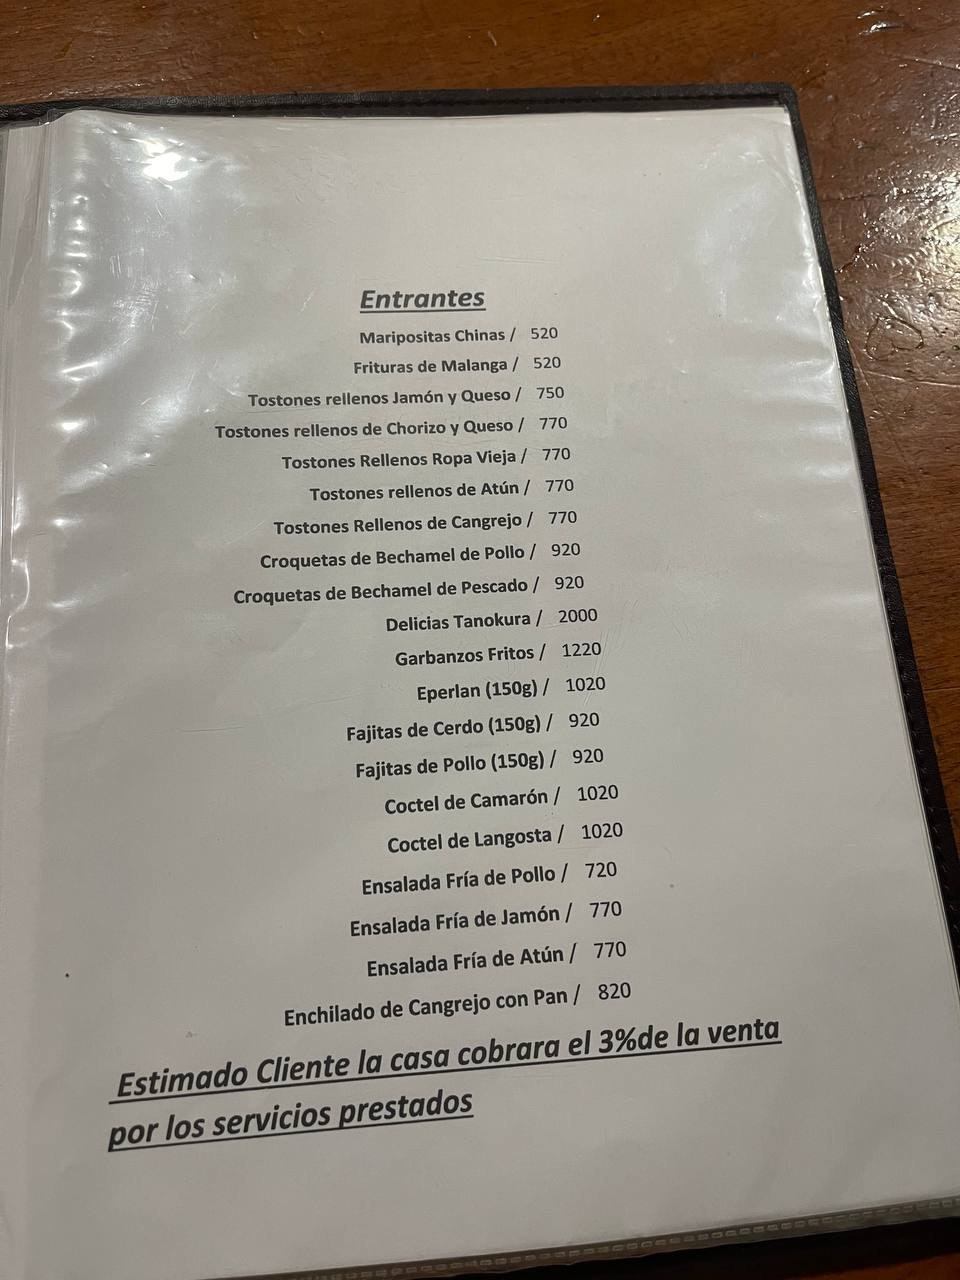 Entrantes
Maripositas Chinas / 520
Frituras de Malanga / 520
Tostones rellenos Jamón y Queso / 750
Tostones rellenos de Chorizo y Queso / 770
Tostones Rellenos Ropa Vieja / 770
Tostones rellenos de Atún / 770
Tostones Rellenos de Cangrejo / 770
Croquetas de Bechamel de Pollo / 920
Croquetas de Bechamel de Pescado / 920
Delicias Tanokura / 2000
Garbanzos Fritos / 1220
Eperlan (150g) / 1020
Fajitas de Cerdo (150g) / 920
Fajitas de Pollo (150g) / 920
Coctel de Camarón / 1020
Coctel de Langosta / 1020
Ensalada Fría de Pollo / 720
Ensalada Fría de Jamón / 770
Ensalada Fría de Atún / 770
Enchilado de Cangrejo con Pan / 820
Estimado Cliente la casa cobrara el 3%de la venta
por los servicios prestados